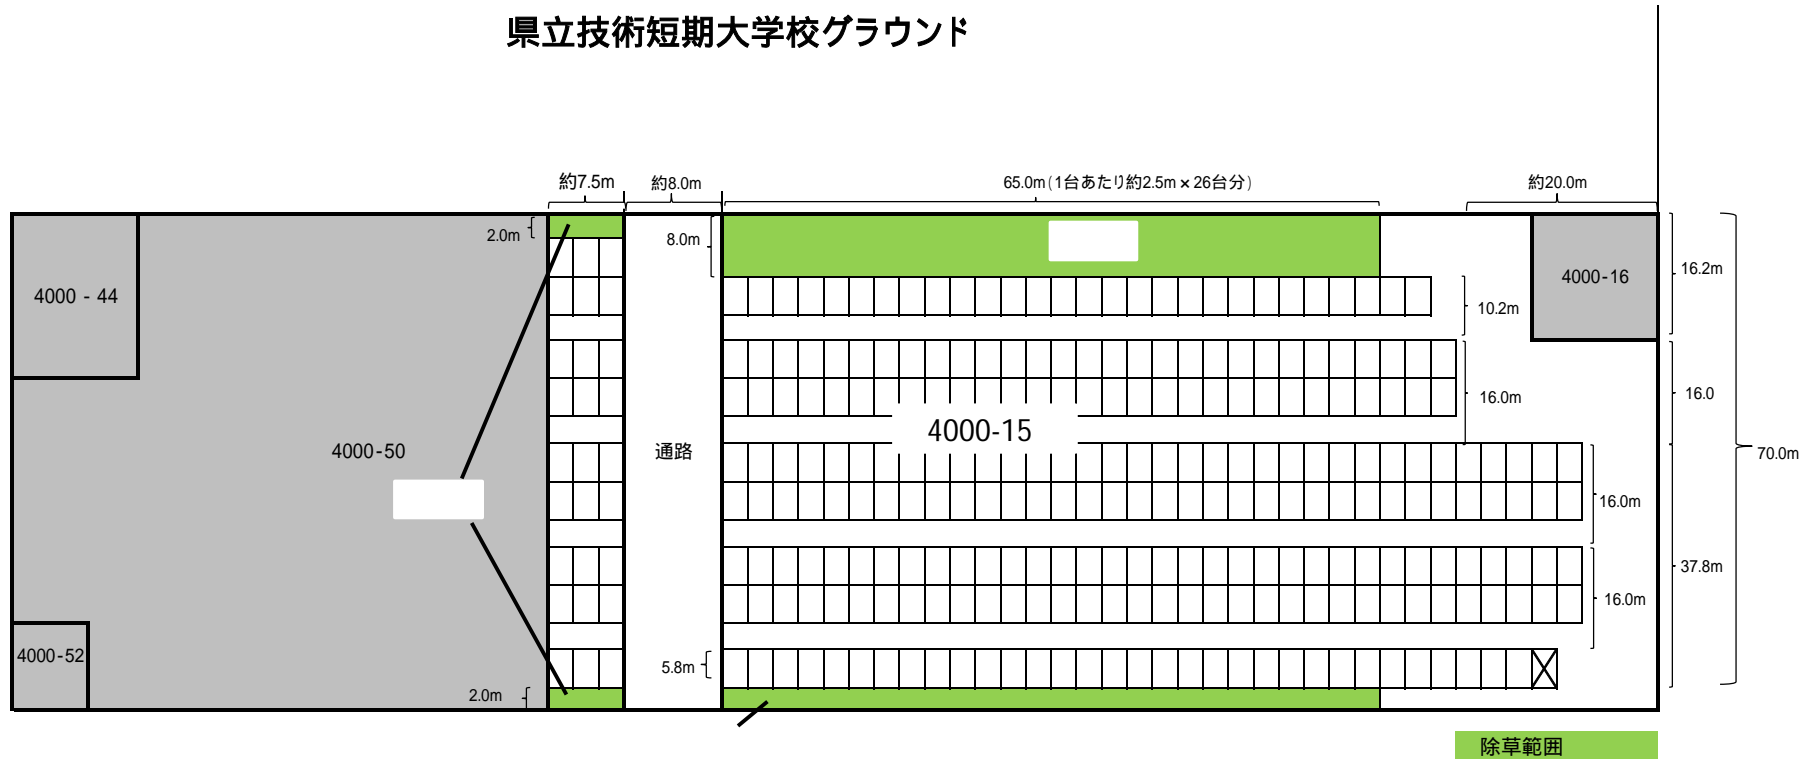 県立技術短期大学校グラウンド
約7.5m
約8.0m
65.0m(1台あたり約2.5m×26台分)
約20.0m
2.0m
8.0m
4000 - 44
4000-16
16.2m
10.2m
16.0m
16.0
4000-15
4000-50
通路
70.0m
16.0m
37.8m
16.0m
4000-52
5.8m
2.0m
除草範囲